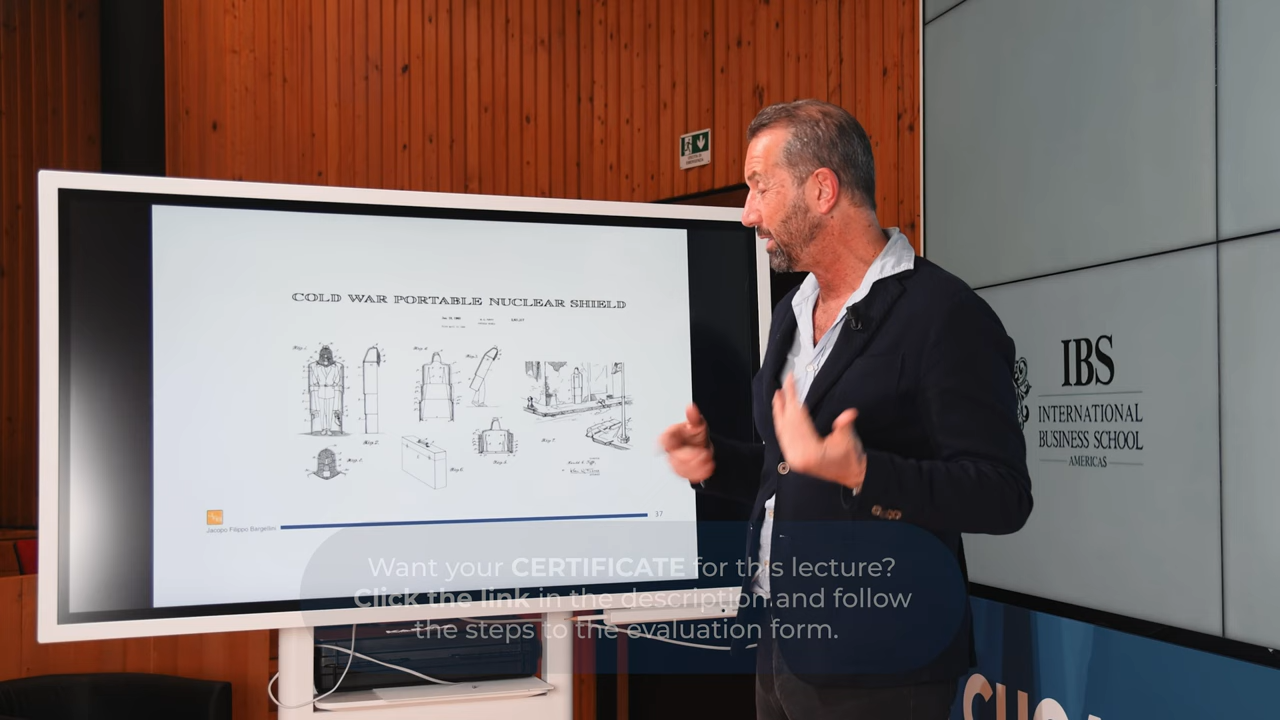 COLD WAR PORTABLE NUCLEAR SHIELD
Jacopo Filippo Bargellini
37
IBS
INTERNATIONAL
BUSINESS SCHOOL
AMERICAS
Want your CERTIFICATE for this lecture?
Click the link in the description and follow
the steps to the evaluation form.